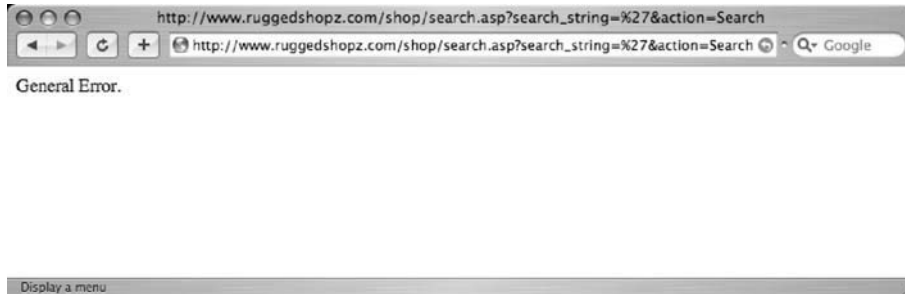 http://www.ruggedshopz.com/shop/search.asp?search_string=%27&action=Search
http://www.ruggedshopz.com/shop/search.asp?search_string=%27&action=Search Google
General Error.
Display a menu